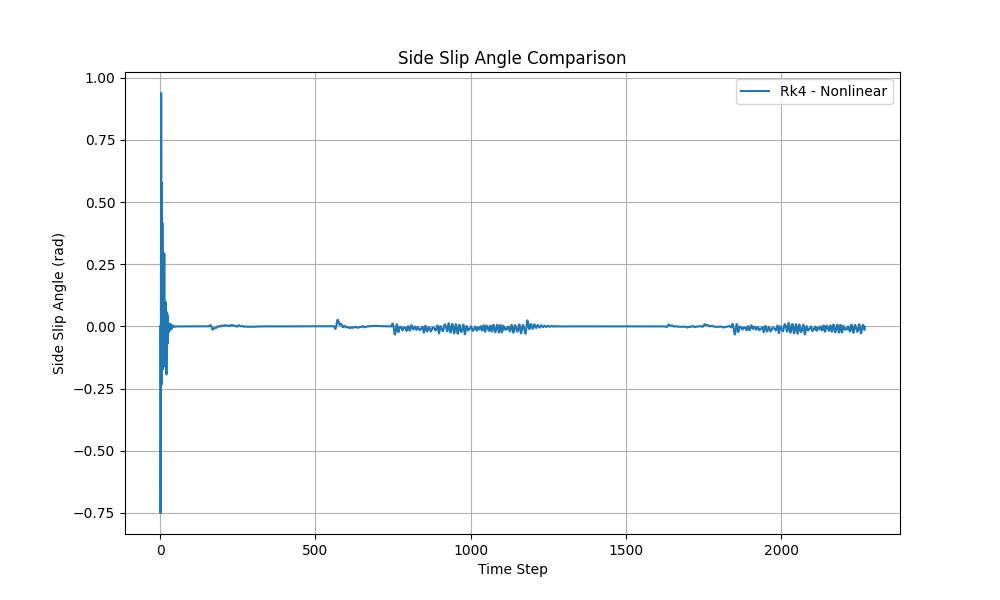 Side Slip Angle Comparison
Rk4 - Nonlinear
Side Slip Angle (rad)
1.00
0.75
0.50
0.25
0.00
−0.25
−0.50
−0.75
0 500 1000 1500 2000
Time Step